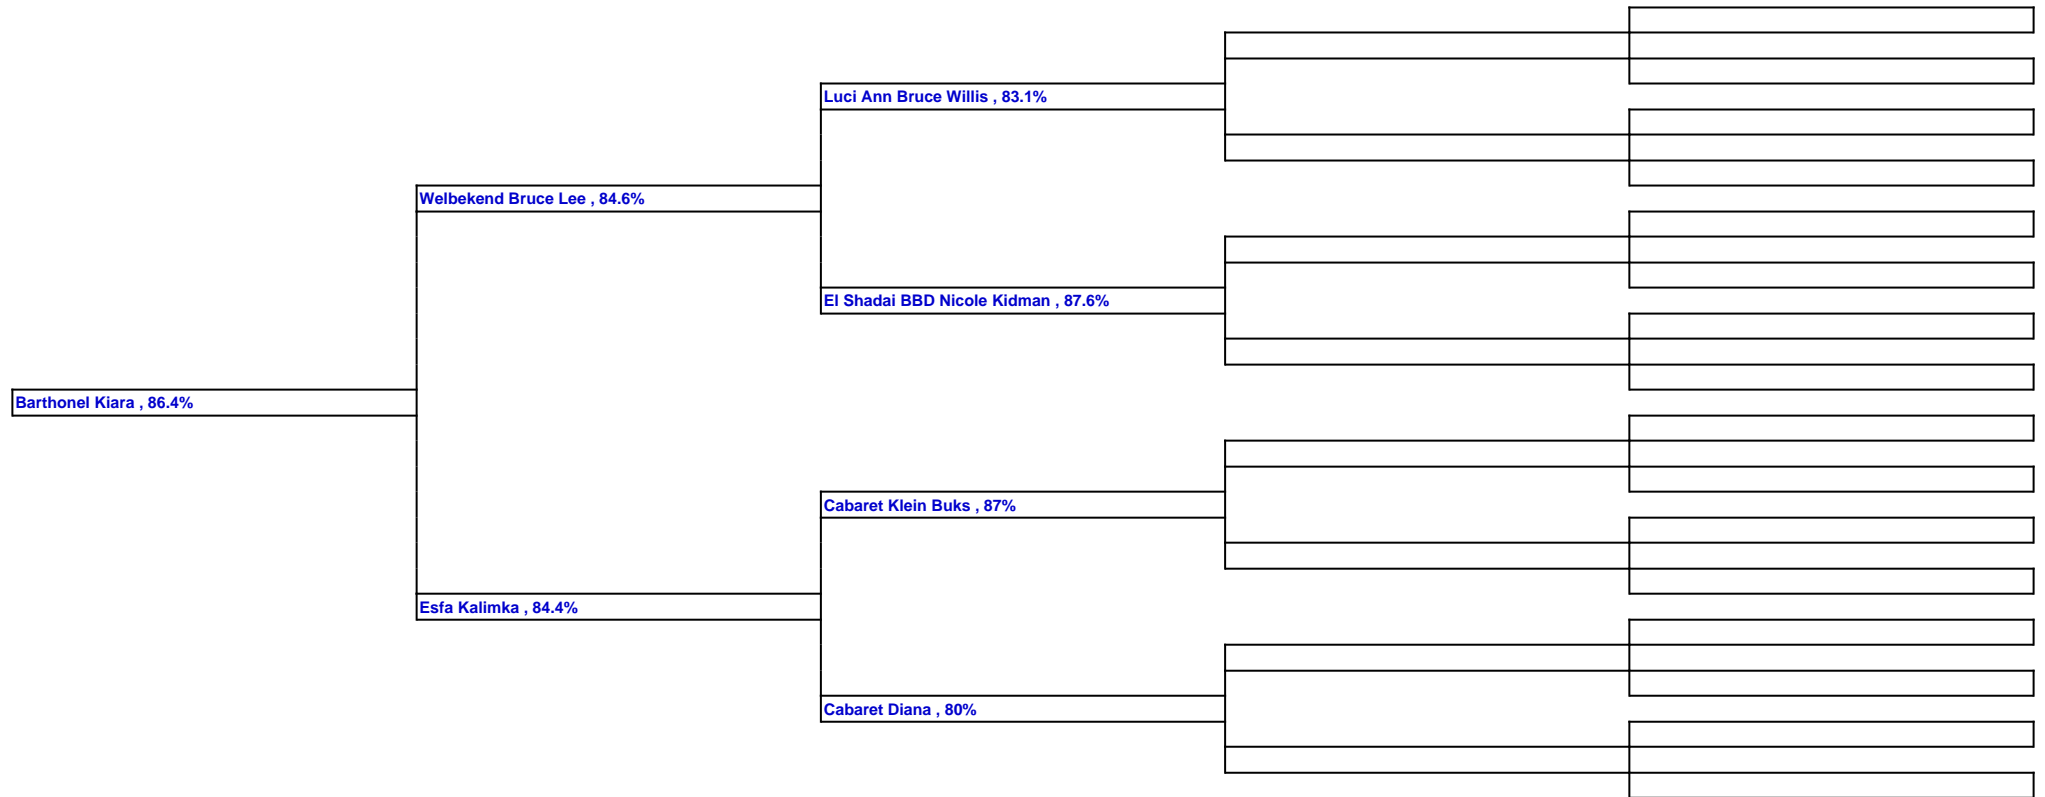 Luci Ann Bruce Willis , 83.1%
Welbekend Bruce Lee , 84.6%
El Shadai BBD Nicole Kidman , 87.6%
Barthonel Kiara , 86.4%
Cabaret Klein Buks , 87%
Esfa Kalimka , 84.4%
Cabaret Diana , 80%